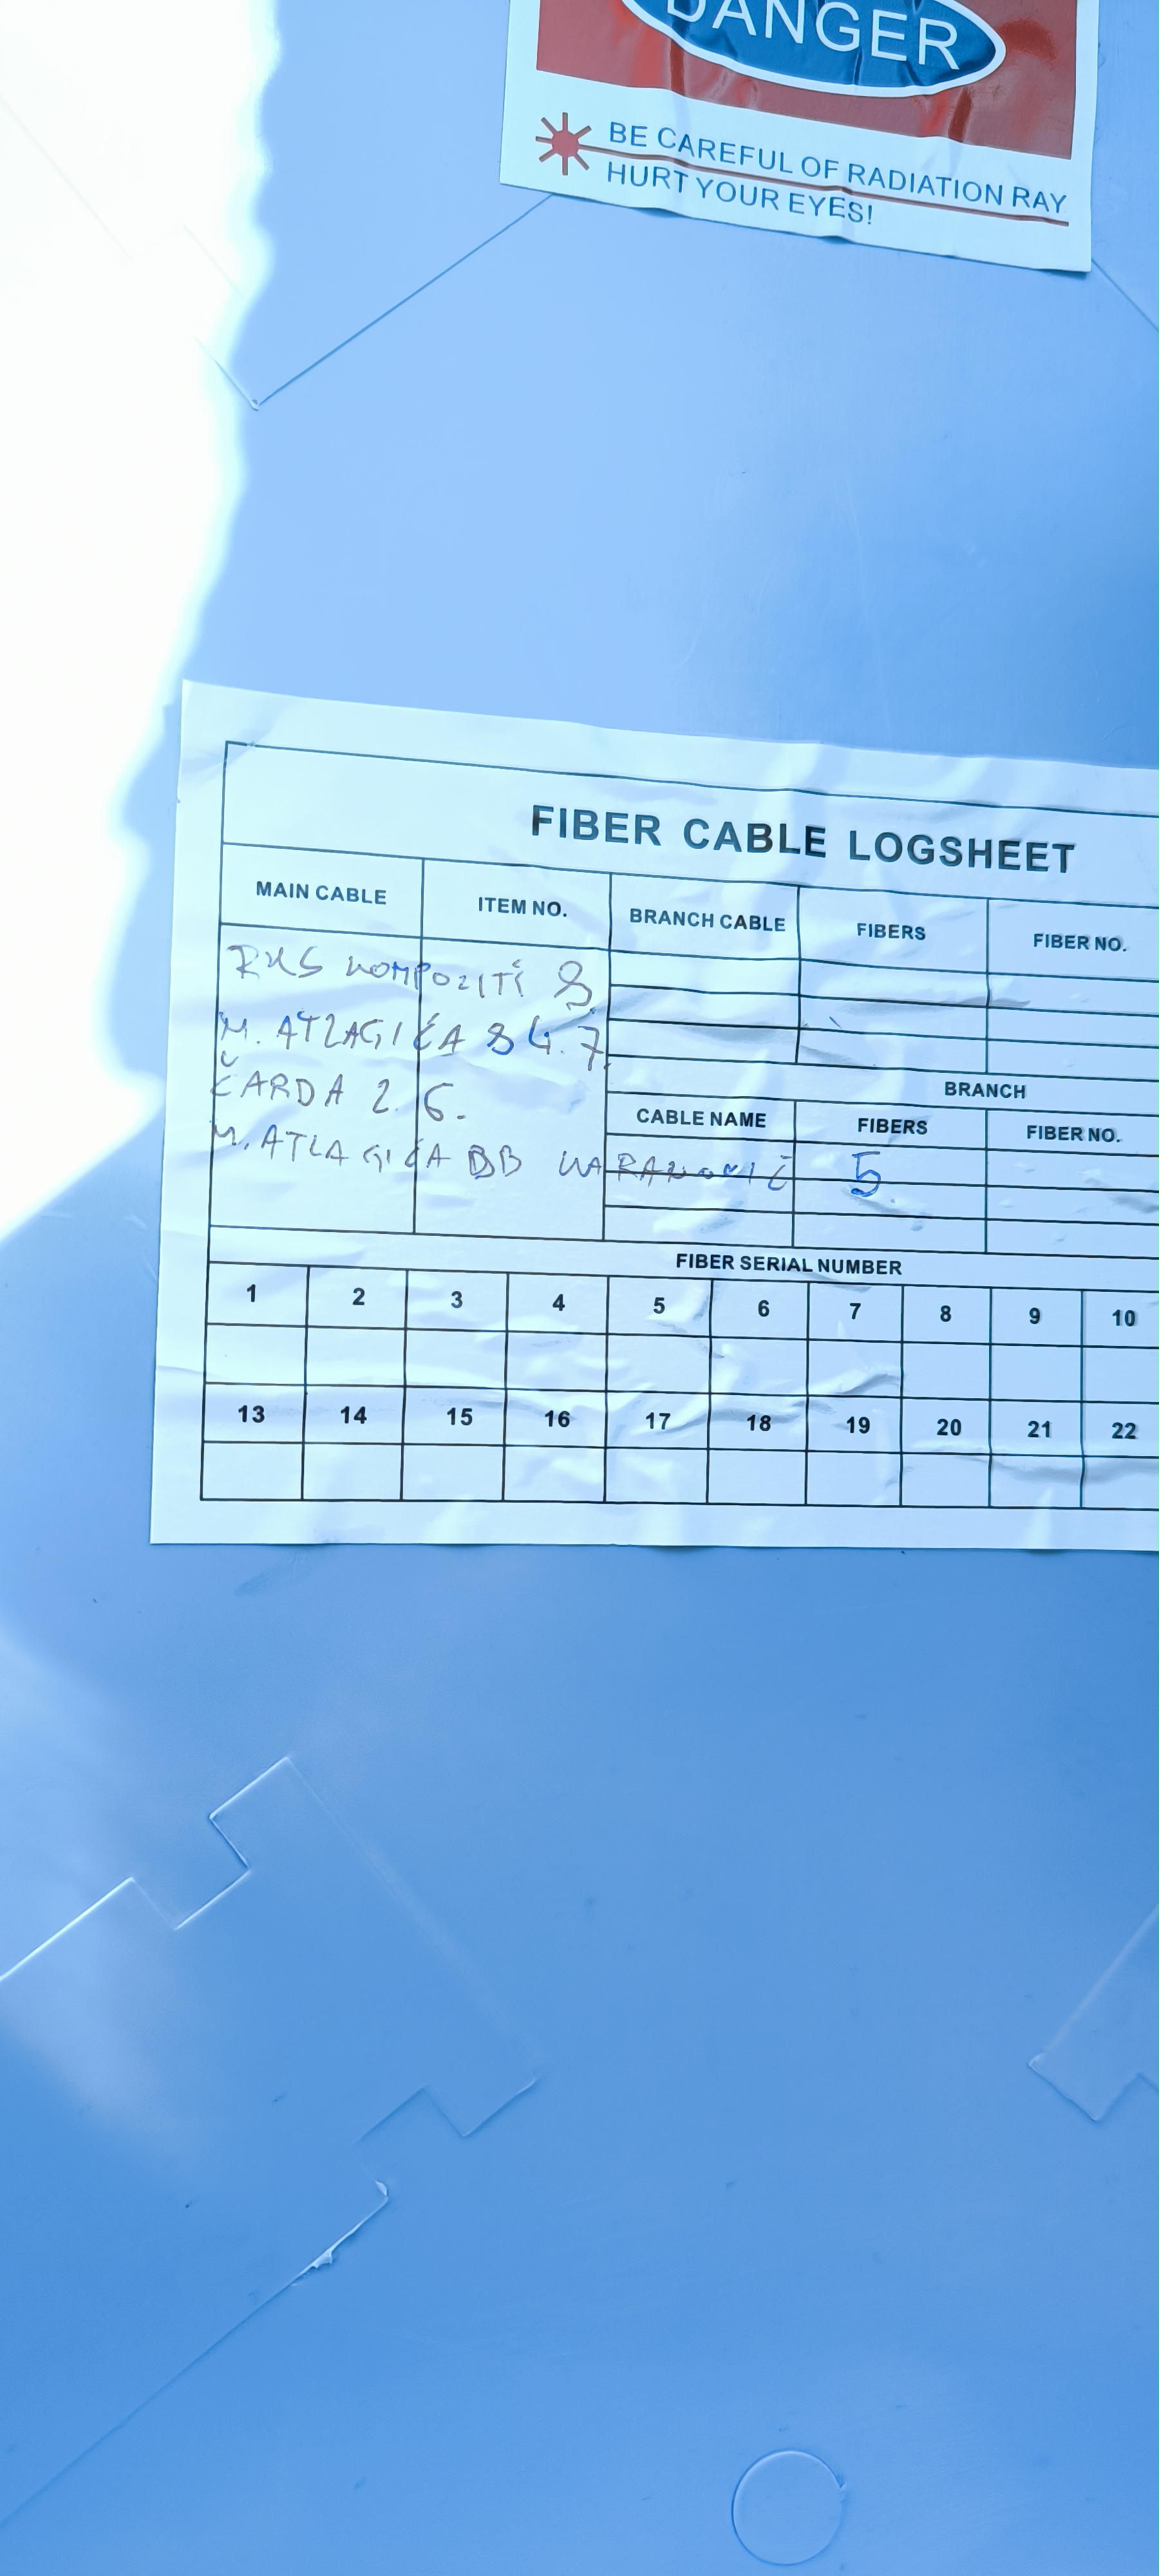 DANGER
BE CAREFUL OF RADIATION RAY
HURT YOUR EYES!
FIBER CABLE LOGSHEET
MAIN CABLE ITEM NO. BRANCH CABLE FIBERS FIBER NO.
RKS KOMPOZITI 8
M. ATLAGIĆA 84. 7.
ČARDA 2. 6.
M. ATLAGIĆA BB KARANOVIĆ 5.
BRANCH
CABLE NAME FIBERS FIBER NO.
FIBER SERIAL NUMBER
1 2 3 4 5 6 7 8 9 10
13 14 15 16 17 18 19 20 21 22